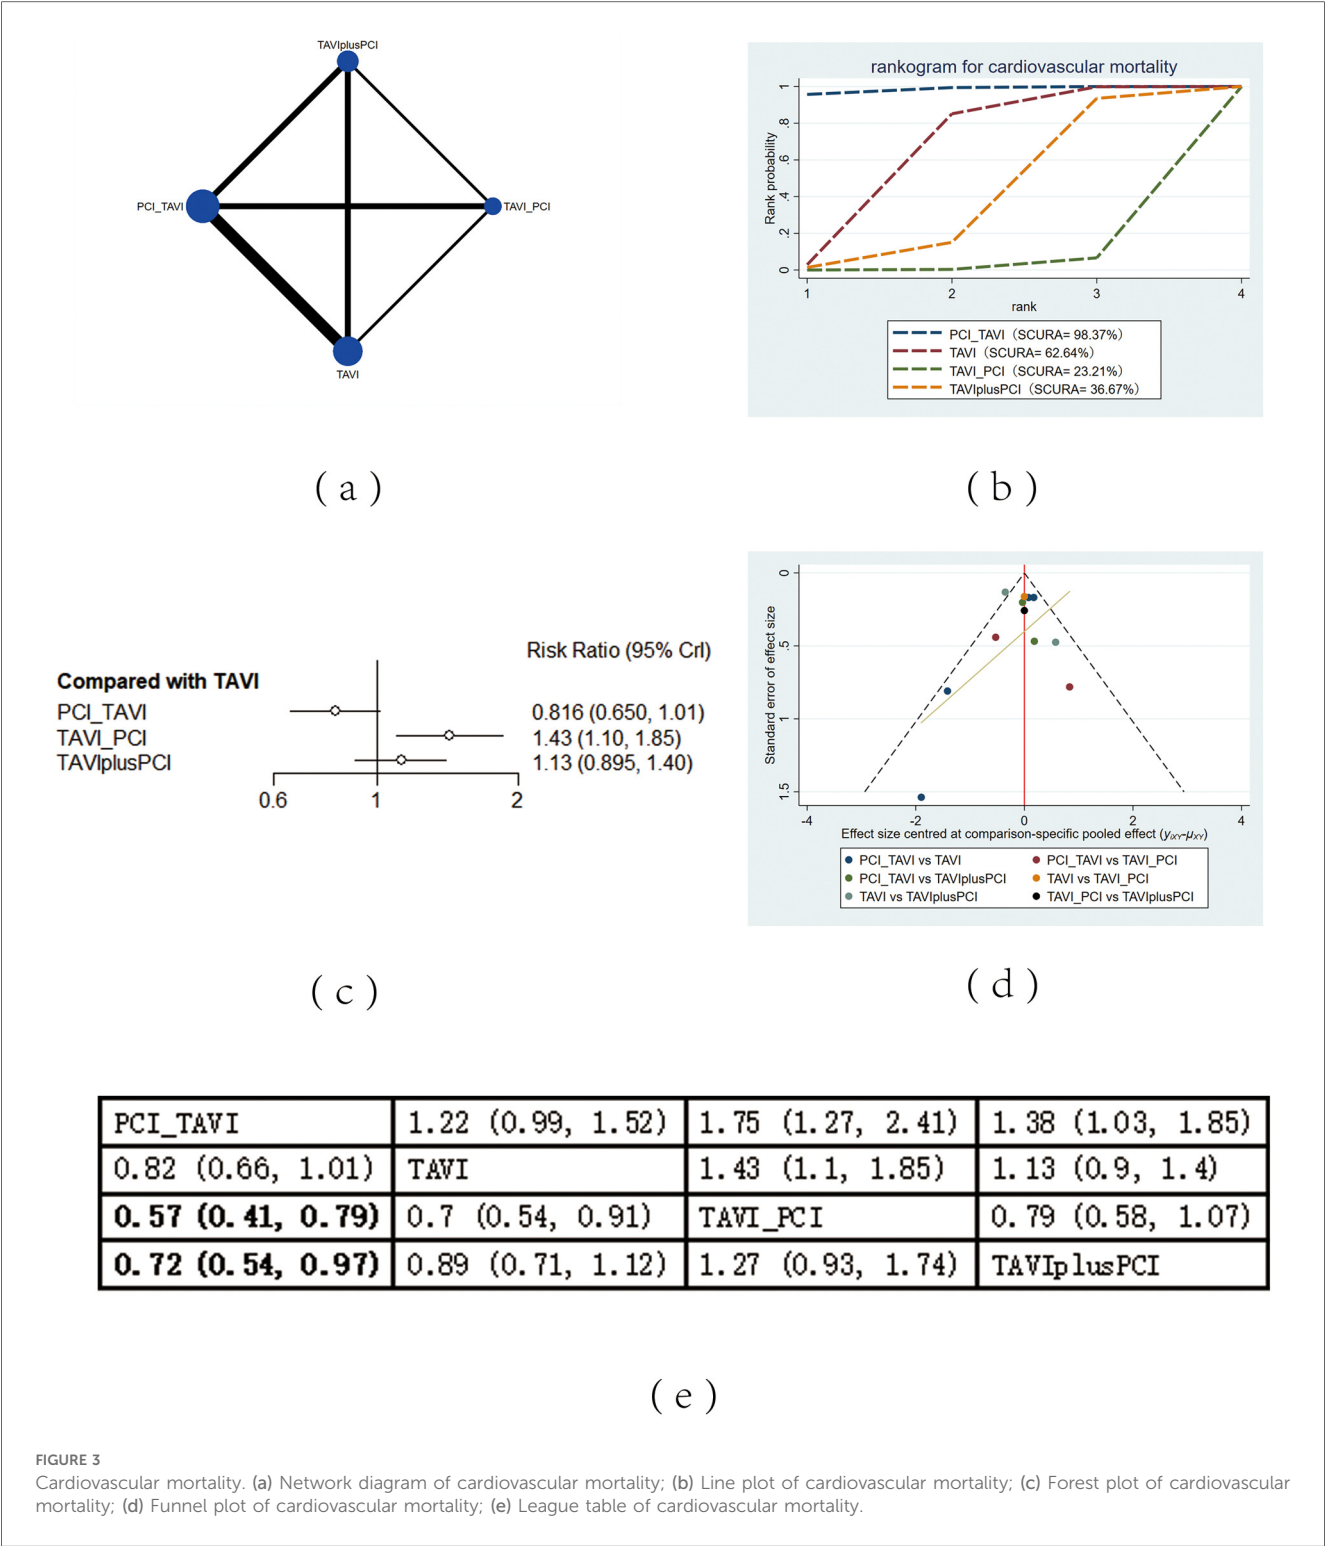 TAVIplusPCI
PCI_TAVI
TAVI_PCI
TAVI
(a)
rankogram for cardiovascular mortality
Rank probability
1
.8
.6
.4
.2
0
1 2 3 4
rank
PCI_TAVI（SCURA= 98.37%）
TAVI（SCURA= 62.64%）
TAVI_PCI（SCURA= 23.21%）
TAVIplusPCI（SCURA= 36.67%）
(b)
Risk Ratio (95% CrI)
Compared with TAVI
PCI_TAVI 0.816 (0.650, 1.01)
TAVI_PCI 1.43 (1.10, 1.85)
TAVIplusPCI 1.13 (0.895, 1.40)
0.6 1 2
(c)
Standard error of effect size
0
.5
1
1.5
-4 -2 0 2 4
Effect size centred at comparison-specific pooled effect (yiXY-μXY)
PCI_TAVI vs TAVI PCI_TAVI vs TAVI_PCI
PCI_TAVI vs TAVIplusPCI TAVI vs TAVI_PCI
TAVI vs TAVIplusPCI TAVI_PCI vs TAVIplusPCI
(d)
PCI_TAVI 1.22 (0.99, 1.52) 1.75 (1.27, 2.41) 1.38 (1.03, 1.85)
0.82 (0.66, 1.01) TAVI 1.43 (1.1, 1.85) 1.13 (0.9, 1.4)
0.57 (0.41, 0.79) 0.7 (0.54, 0.91) TAVI_PCI 0.79 (0.58, 1.07)
0.72 (0.54, 0.97) 0.89 (0.71, 1.12) 1.27 (0.93, 1.74) TAVIplusPCI
(e)
FIGURE 3
Cardiovascular mortality. (a) Network diagram of cardiovascular mortality; (b) Line plot of cardiovascular mortality; (c) Forest plot of cardiovascular
mortality; (d) Funnel plot of cardiovascular mortality; (e) League table of cardiovascular mortality.